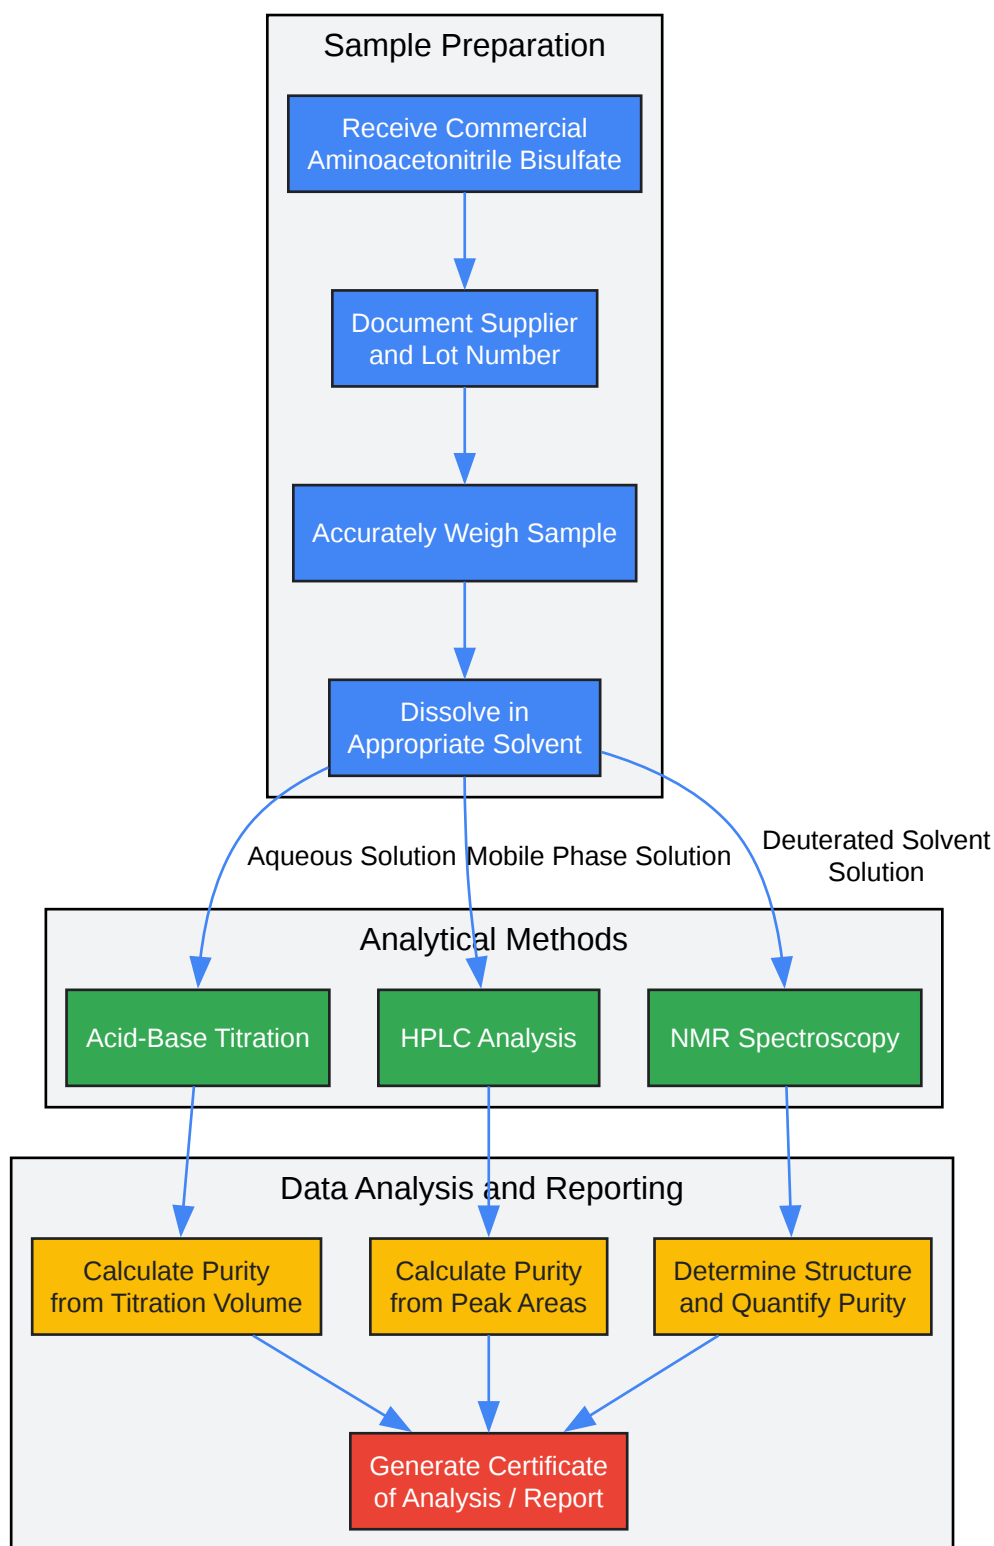 Sample Preparation
Receive Commercial
Aminoacetonitrile Bisulfate
Document Supplier
and Lot Number
Accurately Weigh Sample
Dissolve in
Appropriate Solvent
Aqueous Solution
Mobile Phase Solution
Deuterated Solvent
Solution
Analytical Methods
Acid-Base Titration
HPLC Analysis
NMR Spectroscopy
Data Analysis and Reporting
Calculate Purity
from Titration Volume
Calculate Purity
from Peak Areas
Determine Structure
and Quantify Purity
Generate Certificate
of Analysis / Report